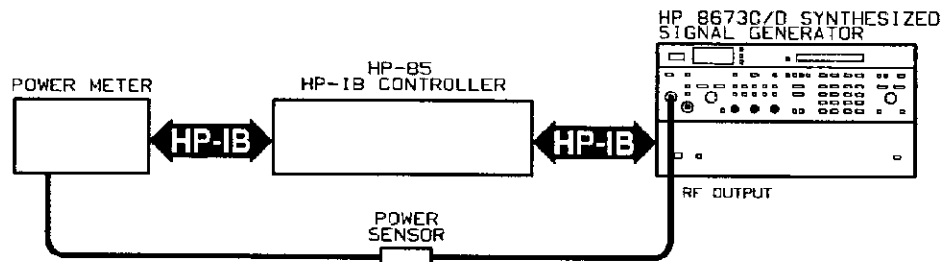 HP 8673C/D SYNTHESIZED
SIGNAL GENERATOR
HP-85
HP-IB CONTROLLER
POWER METER
HP-IB
HP-IB
RF OUTPUT
POWER
SENSOR